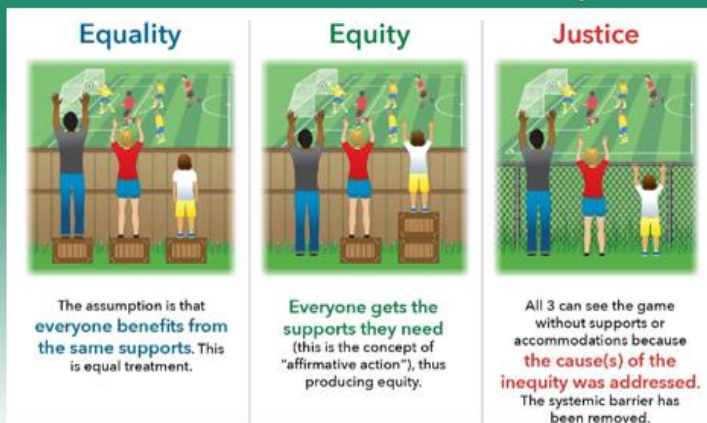 Equality
The assumption is that
everyone benefits from
the same supports. This
is equal treatment.
Equity
Everyone gets the
supports they need
(this is the concept of
"affirmative action"), thus
producing equity.
Justice
All 3 can see the game
without supports or
accommodations because
the cause(s) of the
inequity was addressed.
The systemic barrier has
been removed.